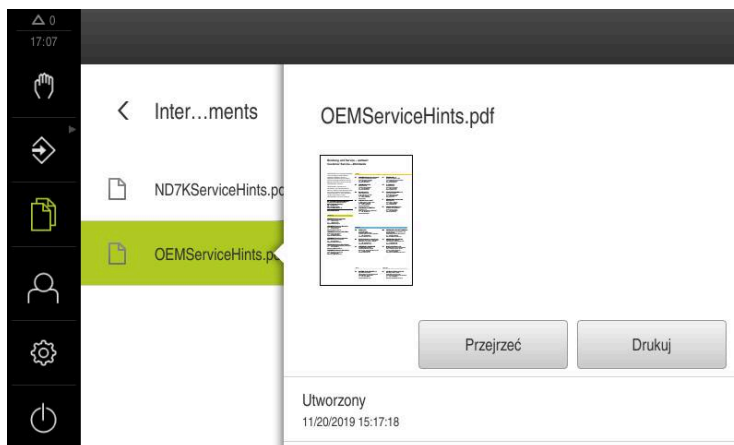 0
17:07
Inter…ments
ND7KServiceHints.pd
OEMServiceHints.p
OEMServiceHints.pdf
Przejrzeć
Drukuj
Utworzony
11/20/2019 15:17:18